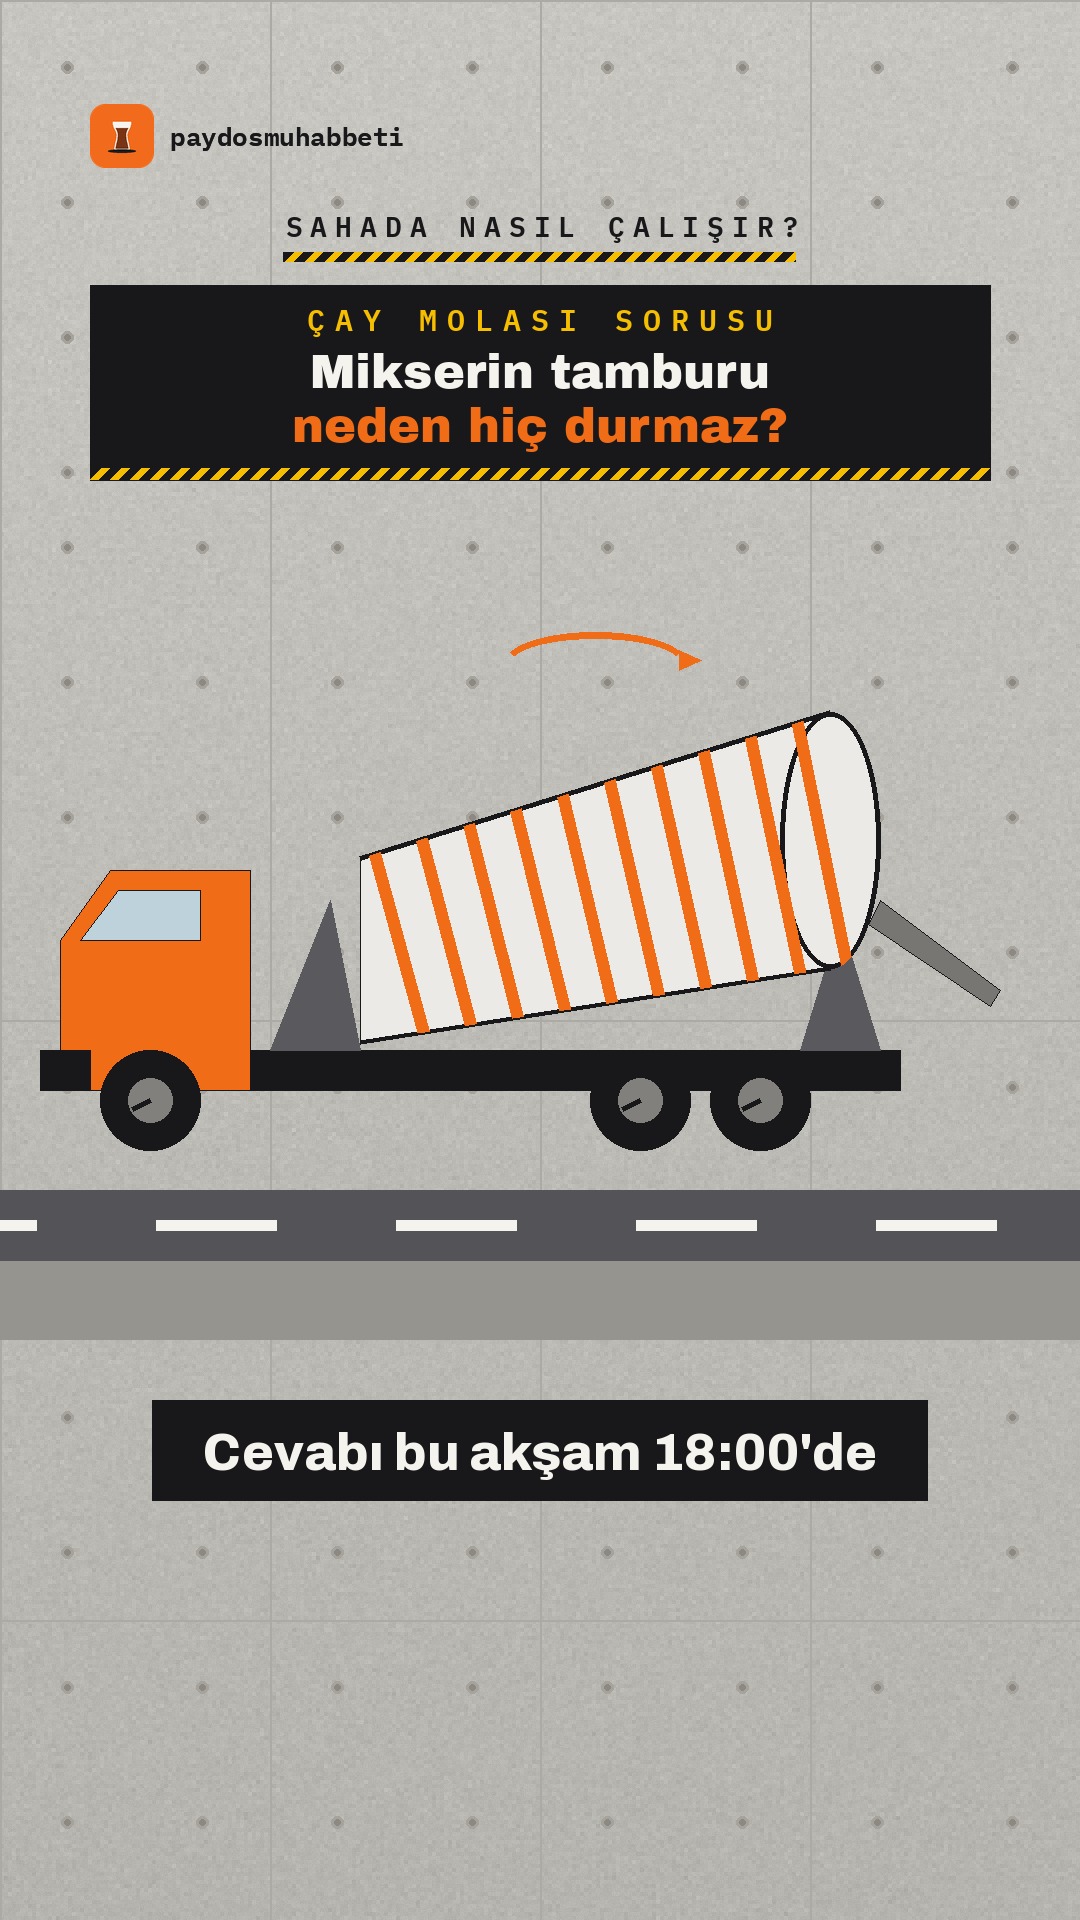 paydosmuhabbeti
SAHADA NASIL ÇALIŞIR?
ÇAY MOLASI SORUSU
Mikserin tamburu
neden hiç durmaz?
Cevabı bu akşam 18:00'de